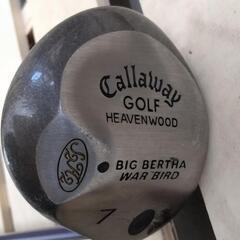 Callaway
GOLF
HEAVENWOOD
BIG BERTHA
WAR BIRD
7